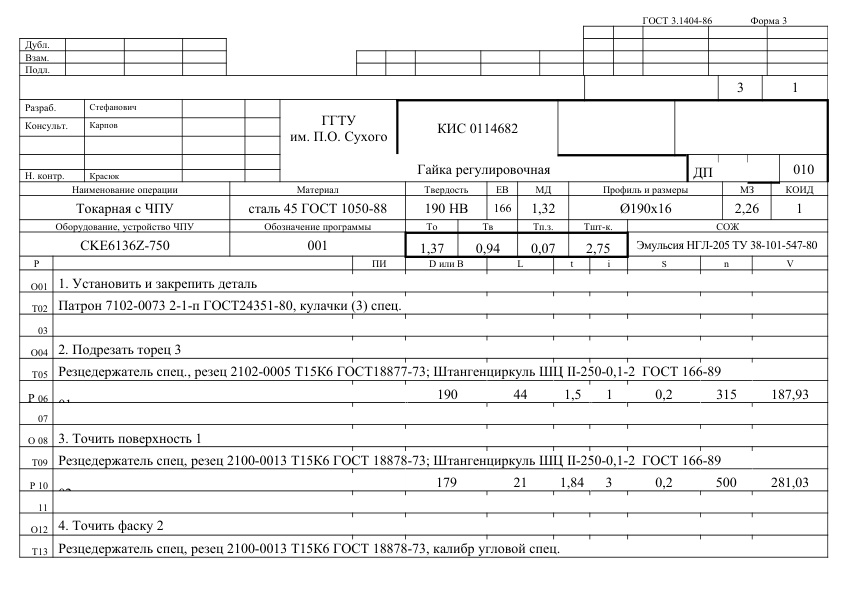 ГОСТ 3.1404-86 Форма 3
Дубл.
Взам.
Подл.
3 1
Разраб. Стефанович
Консульт. Карпов
Н. контр. Красюк
ГГТУ
им. П.О. Сухого
КИС 0114682
Гайка регулировочная
ДП
010
Наименование операции Материал Твердость ЕВ МД Профиль и размеры МЗ КОИД
Токарная с ЧПУ сталь 45 ГОСТ 1050-88 190 НВ 166 1,32 Ø190х16 2,26 1
Оборудование, устройство ЧПУ Обозначение программы То Тв Тп.з. Тшт-к. СОЖ
СКЕ6136Z-750 001 1,37 0,94 0,07 2,75 Эмульсия НГЛ-205 ТУ 38-101-547-80
Р ПИ D или В L t i S n V
О01 1. Установить и закрепить деталь
Т02 Патрон 7102-0073 2-1-п ГОСТ24351-80, кулачки (3) спец.
03
О04 2. Подрезать торец 3
Т05 Резцедержатель спец., резец 2102-0005 Т15К6 ГОСТ18877-73; Штангенциркуль ШЦ II-250-0,1-2 ГОСТ 166-89
Р 06 190 44 1,5 1 0,2 315 187,93
07
О 08 3. Точить поверхность 1
Т09 Резцедержатель спец, резец 2100-0013 Т15К6 ГОСТ 18878-73; Штангенциркуль ШЦ II-250-0,1-2 ГОСТ 166-89
Р 10 179 21 1,84 3 0,2 500 281,03
11
О12 4. Точить фаску 2
Т13 Резцедержатель спец, резец 2100-0013 Т15К6 ГОСТ 18878-73, калибр угловой спец.